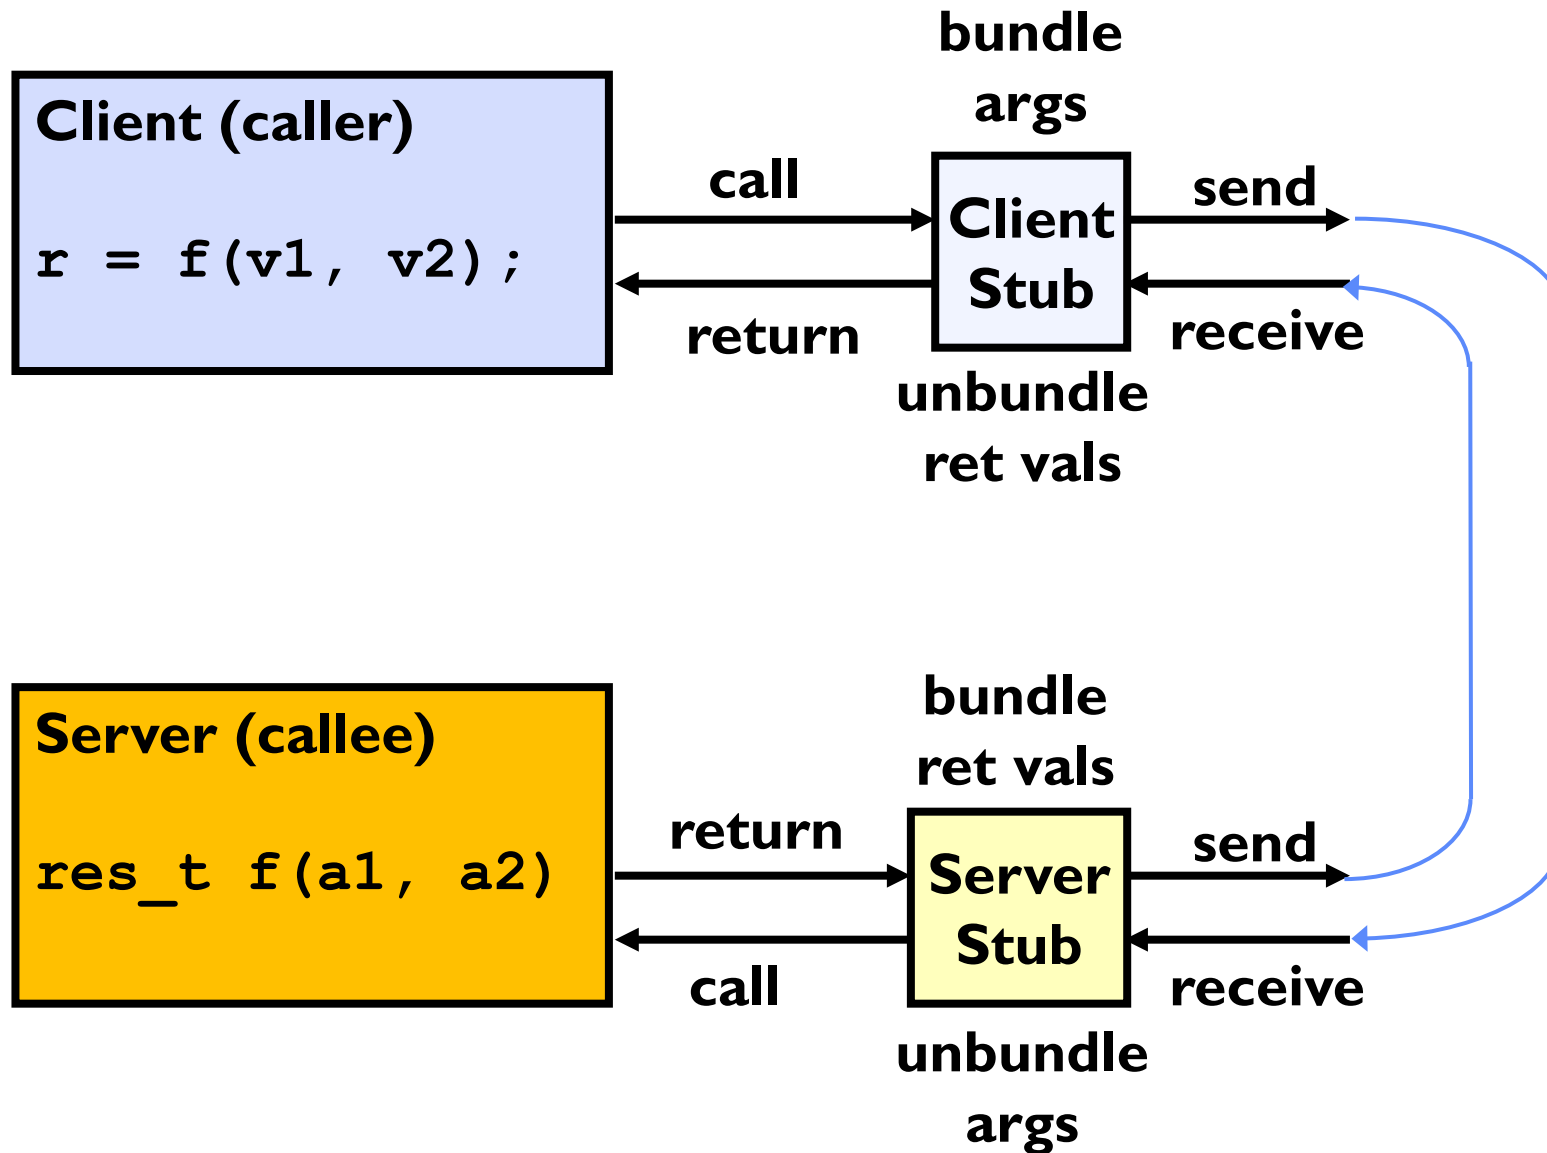 bundle
args
Client (caller)
r = f(v1, v2);
call
return
Client
Stub
send
receive
unbundle
ret vals
bundle
ret vals
Server (callee)
res_t f(a1, a2)
return
call
Server
Stub
send
receive
unbundle
args